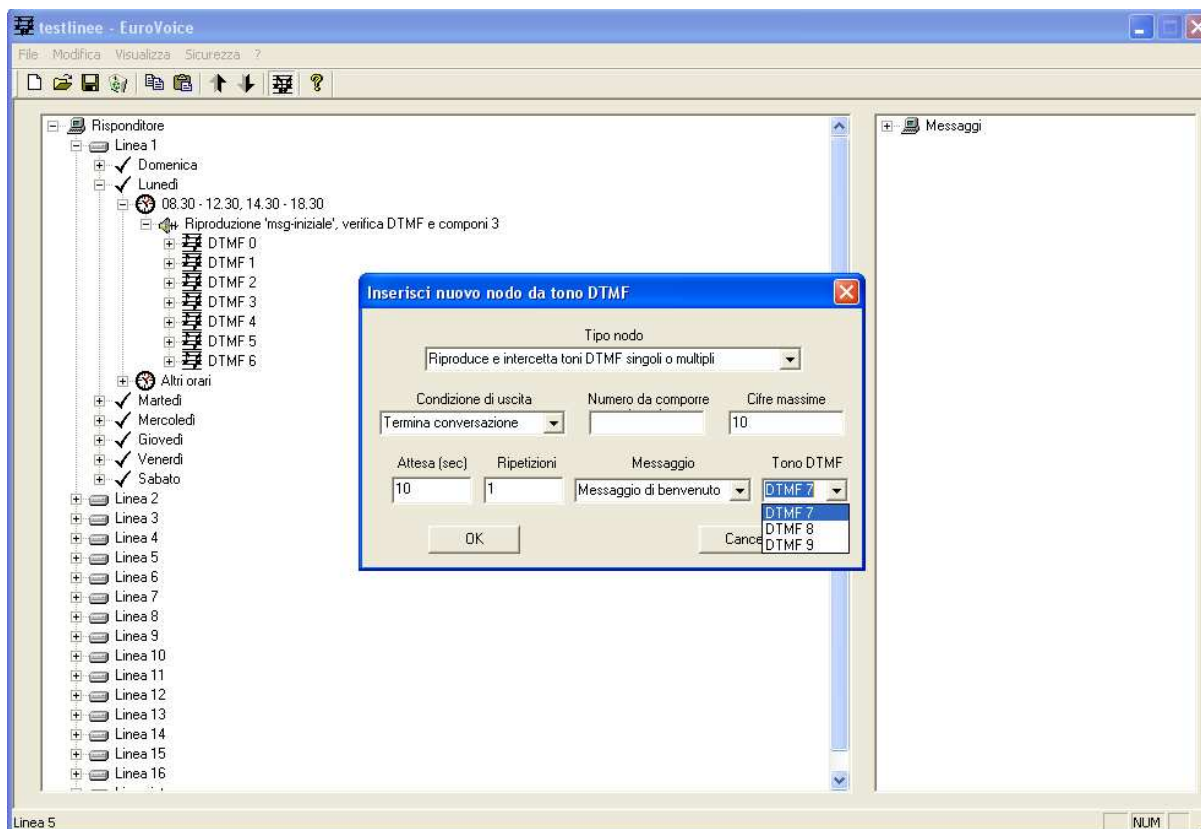 testlinee - EuroVoice
File Modifica Visualizza Sicurezza ?
Risponditore
Linea 1
Domenica
Lunedì
08.30 - 12.30, 14.30 - 18.30
Riproduzione 'msg-iniziale', verifica DTMF e componi 3
DTMF 0
DTMF 1
DTMF 2
DTMF 3
DTMF 4
DTMF 5
DTMF 6
Altri orari
Martedì
Mercoledì
Giovedì
Venerdì
Sabato
Linea 2
Linea 3
Linea 4
Linea 5
Linea 6
Linea 7
Linea 8
Linea 9
Linea 10
Linea 11
Linea 12
Linea 13
Linea 14
Linea 15
Linea 16
Messaggi
Inserisci nuovo nodo da tono DTMF
Tipo nodo
Riproduce e intercetta toni DTMF singoli o multipli
Condizione di uscita Numero da comporre Cifre massime
Termina conversazione 10
Attesa (sec) Ripetizioni Messaggio Tono DTMF
10 1 Messaggio di benvenuto DTMF 7
DTMF 7
DTMF 8
DTMF 9
OK Cance
Linea 5 NUM